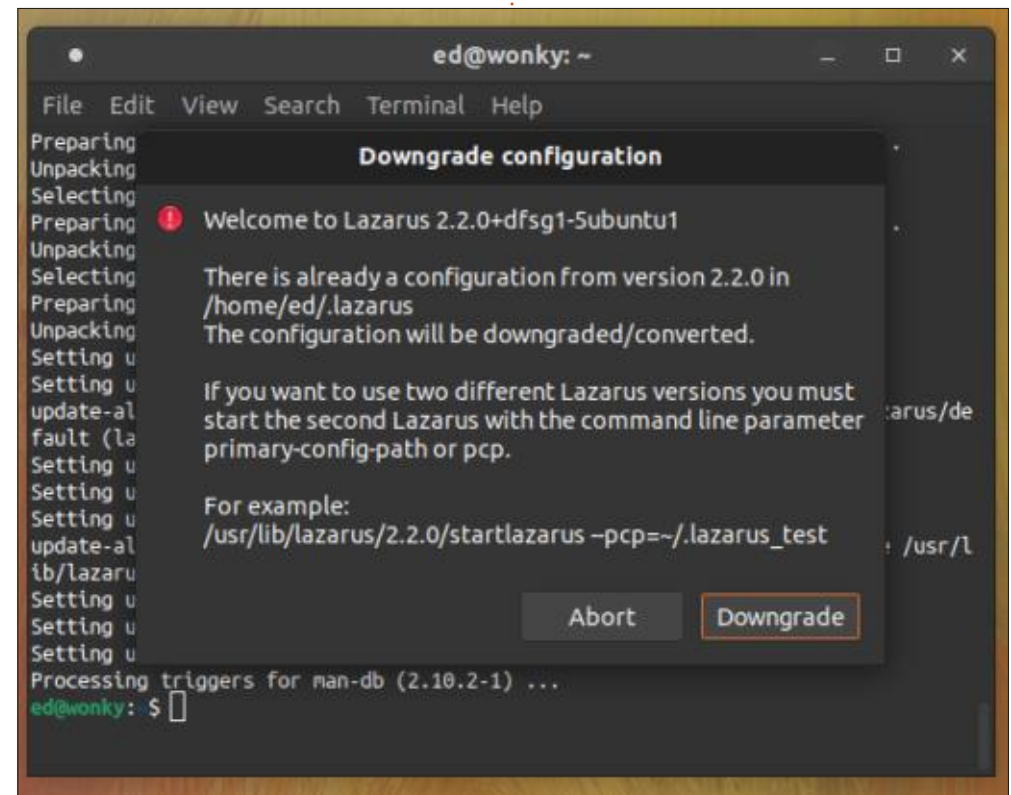 ed@wonky: ~
File Edit View Search Terminal Help
Downgrade configuration
Welcome to Lazarus 2.2.0+dfsg1-5ubuntu1
There is already a configuration from version 2.2.0 in
/home/ed/.lazarus
The configuration will be downgraded/converted.
If you want to use two different Lazarus versions you must
start the second Lazarus with the command line parameter
primary-config-path or pcp.
For example:
/usr/lib/lazarus/2.2.0/startlazarus --pcp=~/.lazarus_test
Abort Downgrade
Preparing .
Unpacking
Selecting
Preparing .
Unpacking
Selecting
Preparing
Unpacking
Setting u
Setting u
update-al arus/de
fault (la
Setting u
Setting u
Setting u
update-al /usr/l
ib/lazaru
Setting u
Setting u
Setting u
Processing triggers for man-db (2.10.2-1) ...
ed@wonky: $